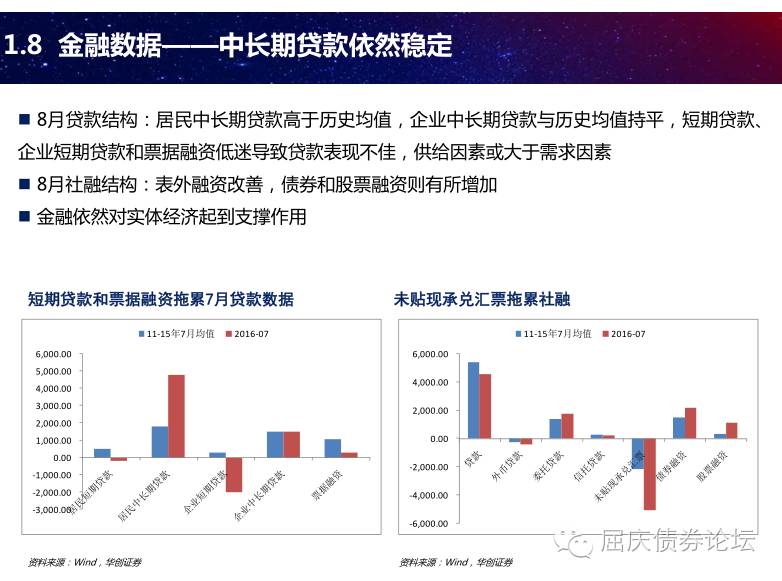 1.8 金融数据——中长期贷款依然稳定
■ 8月贷款结构：居民中长期贷款高于历史均值，企业中长期贷款与历史均值持平，短期贷款、
企业短期贷款和票据融资低迷导致贷款表现不佳，供给因素或大于需求因素
■ 8月社融结构：表外融资改善，债券和股票融资则有所增加
■ 金融依然对实体经济起到支撑作用
短期贷款和票据融资拖累7月贷款数据
11-15年7月均值 2016-07
6,000.00
5,000.00
4,000.00
3,000.00
2,000.00
1,000.00
0.00
-1,000.00
-2,000.00
-3,000.00
居民短期贷款
居民中长期贷款
企业短期贷款
企业中长期贷款
票据融资
资料来源：Wind，华创证券
未贴现承兑汇票拖累社融
11-15年7月均值 2016-07
6,000.00
4,000.00
2,000.00
0.00
-2,000.00
-4,000.00
-6,000.00
贷款
外币贷款
委托贷款
信托贷款
未贴现承兑汇票
债券融资
股票融资
资料来源：Wind，华创证券
屈庆债券论坛